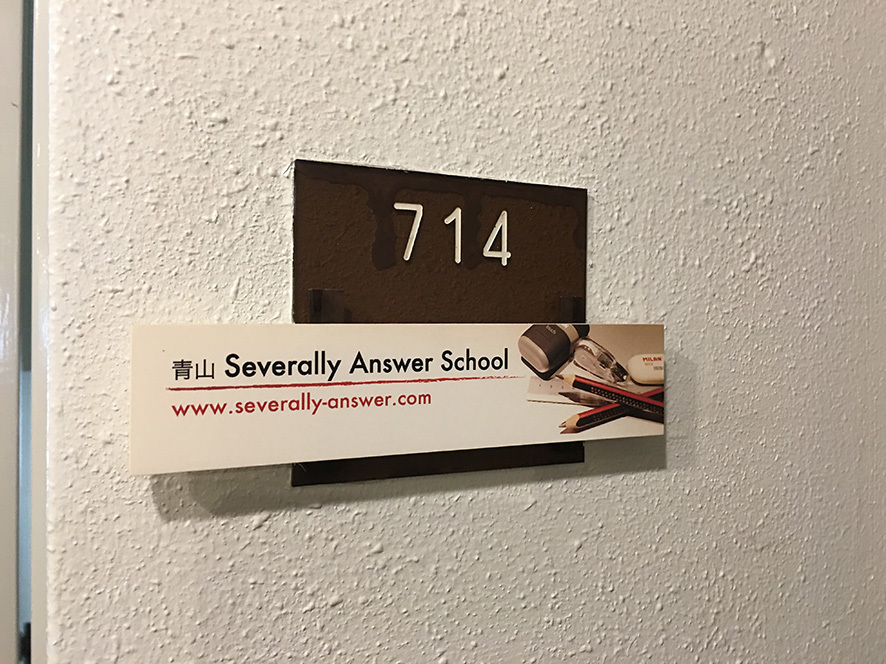 714
青山 Severally Answer School
www.severally-answer.com